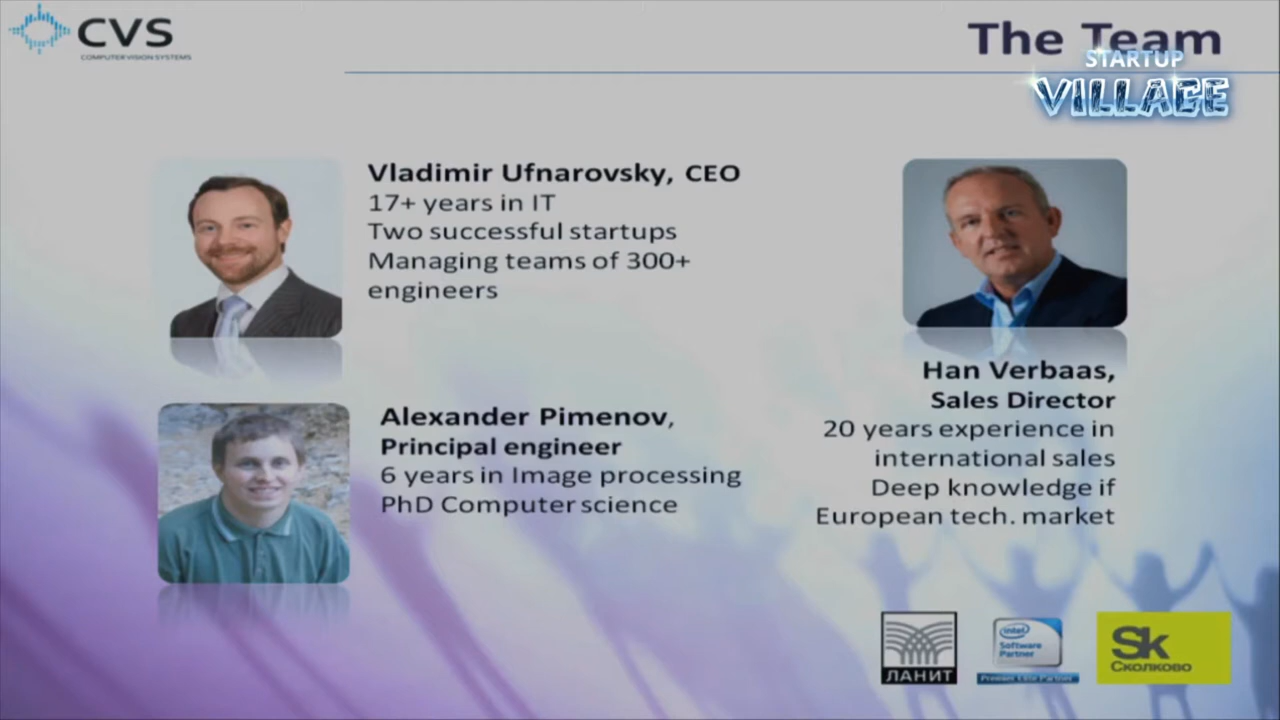 CVS
COMPUTER VISION SYSTEMS
The Team
STARTUP
VILLAGE
Vladimir Ufnarovsky, CEO
17+ years in IT
Two successful startups
Managing teams of 300+
engineers
Alexander Pimenov,
Principal engineer
6 years in Image processing
PhD Computer science
Han Verbaas,
Sales Director
20 years experience in
international sales
Deep knowledge if
European tech. market
ЛАНИТ
intel
Software
Partner
Premier Elite Partner
Sk
Сколково